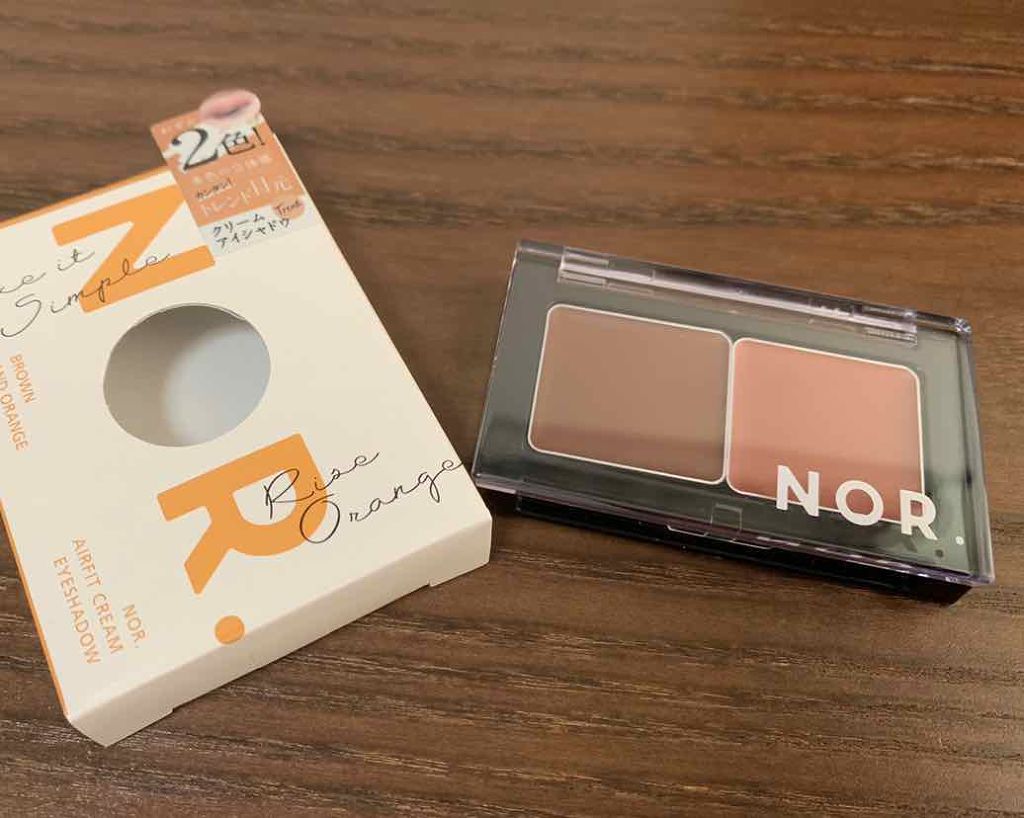 2色!
カンタン!
トレンド目元
Trend
クリーム
アイシャドウ
NOR.
Simple
Rise
Orange
BROWN
AND ORANGE
NOR.
AIRFIT CREAM
EYESHADOW
NOR.